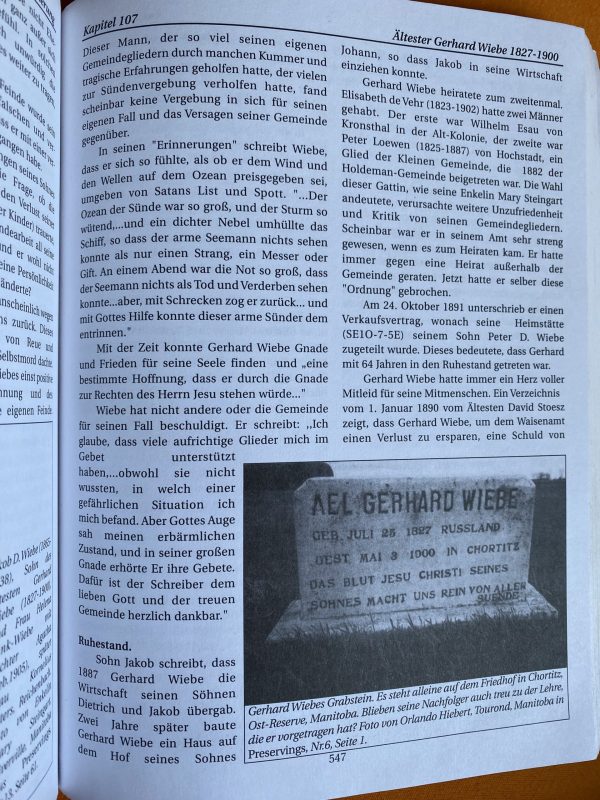 Kapitel 107
Ältester Gerhard Wiebe 1827-1900
Dieser Mann, der so viel seinen eigenen
Gemeindegliedern durch manchen Kummer und
tragische Erfahrungen geholfen hatte, der vielen
zur Sündenvergebung verholfen hatte, fand
scheinbar keine Vergebung in sich für seinen
eigenen Fall und das Versagen seiner Gemeinde
gegenüber.
In seinen "Erinnerungen" schreibt Wiebe,
dass er sich so fühlte, als ob er dem Wind und
den Wellen auf dem Ozean preisgegeben sei,
umgeben von Satans List und Spott. "...Der
Ozean der Sünde war so groß, und der Sturm so
wütend,...und ein dichter Nebel umhüllte das
Schiff, so dass der arme Seemann nichts sehen
konnte als nur einen Strang, ein Messer oder
Gift. An einem Abend war die Not so groß, dass
der Seemann nichts als Tod und Verderben sehen
konnte...aber, mit Schrecken zog er zurück... und
mit Gottes Hilfe konnte dieser arme Sünder dem
entrinnen."
Mit der Zeit konnte Gerhard Wiebe Gnade
und Frieden für seine Seele finden und „eine
bestimmte Hoffnung, dass er durch die Gnade
zur Rechten des Herrn Jesu stehen würde..."
Wiebe hat nicht andere oder die Gemeinde
für seinen Fall beschuldigt. Er schreibt: ,,Ich
glaube, dass viele aufrichtige Glieder mich im
Gebet unterstützt
haben,...obwohl sie nicht
wussten, in welch einer
gefährlichen Situation ich
mich befand. Aber Gottes Auge
sah meinen erbärmlichen
Zustand, und in seiner großen
Gnade erhörte Er ihre Gebete.
Dafür ist der Schreiber dem
lieben Gott und der treuen
Gemeinde herzlich dankbar."
Ruhestand.
Sohn Jakob schreibt, dass
1887 Gerhard Wiebe die
Wirtschaft seinen Söhnen
Dietrich und Jakob übergab.
Zwei Jahre später baute
Gerhard Wiebe ein Haus auf
dem Hof seines Sohnes
Johann, so dass Jakob in seine Wirtschaft
einziehen konnte.
Gerhard Wiebe heiratete zum zweitenmal.
Elisabeth de Vehr (1823-1902) hatte zwei Männer
gehabt. Der erste war Wilhelm Esau von
Kronsthal in der Alt-Kolonie, der zweite war
Peter Loewen (1825-1887) von Hochstadt, ein
Glied der Kleinen Gemeinde, die 1882 der
Holdeman-Gemeinde beigetreten war. Die Wahl
dieser Gattin, wie seine Enkelin Mary Steingart
andeutete, verursachte weitere Unzufriedenheit
und Kritik von seinen Gemeindegliedern.
Scheinbar war er in seinem Amt sehr streng
gewesen, wenn es zum Heiraten kam. Er hatte
immer gegen eine Heirat außerhalb der
Gemeinde geraten. Jetzt hatte er selber diese
"Ordnung" gebrochen.
Am 24. Oktober 1891 unterschrieb er einen
Verkaufsvertrag, wonach seine Heimstätte
(SE1O-7-5E) seinem Sohn Peter D. Wiebe
zugeteilt wurde. Dieses bedeutete, dass Gerhard
mit 64 Jahren in den Ruhestand getreten war.
Gerhard Wiebe hatte immer ein Herz voller
Mitleid für seine Mitmenschen. Ein Verzeichnis
vom 1. Januar 1890 vom Ältesten David Stoesz
zeigt, dass Gerhard Wiebe, um dem Waisenamt
einen Verlust zu ersparen, eine Schuld von
AEL GERHARD WIEBE
GEB. JULI 25 1827 RUSSLAND
GEST. MAI 3 1900 IN CHORTITZ
DAS BLUT JESU CHRISTI SEINES
SOHNES MACHT UNS REIN VON ALLER
SUENDE
Gerhard Wiebes Grabstein. Es steht alleine auf dem Friedhof in Chortitz,
Ost-Reserve, Manitoba. Blieben seine Nachfolger auch treu zu der Lehre,
die er vorgetragen hat? Foto von Orlando Hiebert, Tourond, Manitoba in
Preservings, Nr.6, Seite 1.
547